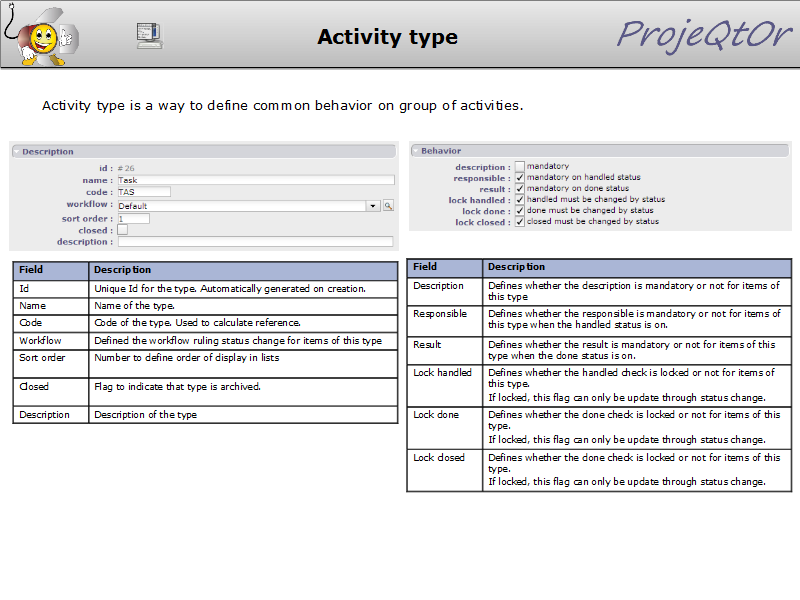 Activity type
ProjeQtOr
Activity type is a way to define common behavior on group of activities.
Description
id : # 26
name : Task
code : TAS
workflow : Default
sort order : 1
closed :
description :
Field Description
Id Unique Id for the type. Automatically generated on creation.
Name Name of the type.
Code Code of the type. Used to calculate reference.
Workflow Defined the workflow ruling status change for items of this type
Sort order Number to define order of display in lists
Closed Flag to indicate that type is archived.
Description Description of the type
Behavior
description : mandatory
responsible : mandatory on handled status
result : mandatory on done status
lock handled : handled must be changed by status
lock done : done must be changed by status
lock closed : closed must be changed by status
Field Description
Description Defines whether the description is mandatory or not for items of
this type
Responsible Defines whether the responsible is mandatory or not for items of
this type when the handled status is on.
Result Defines whether the result is mandatory or not for items of this
type when the done status is on.
Lock handled Defines whether the handled check is locked or not for items of
this type.
If locked, this flag can only be update through status change.
Lock done Defines whether the done check is locked or not for items of this
type.
If locked, this flag can only be update through status change.
Lock closed Defines whether the done check is locked or not for items of this
type.
If locked, this flag can only be update through status change.